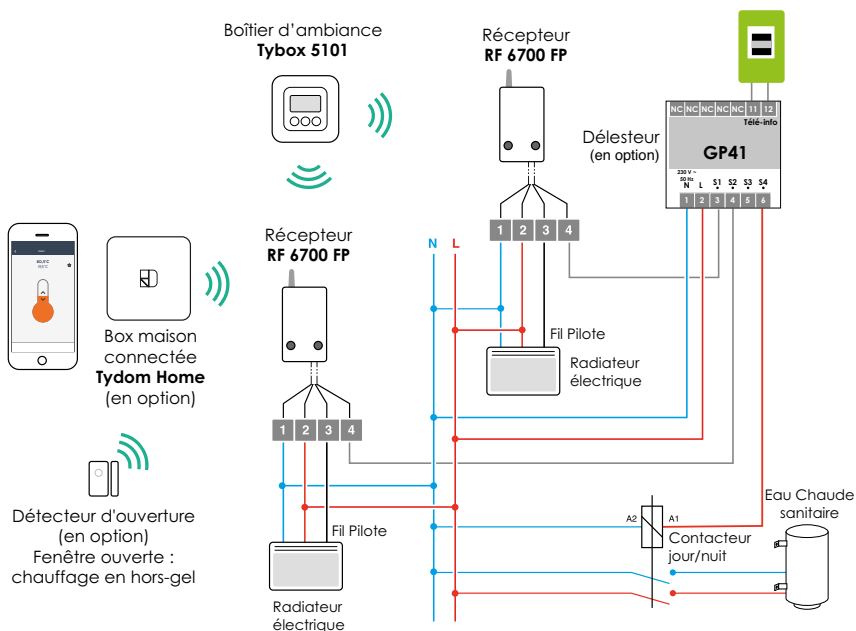 Boîtier d'ambiance
Tybox 5101
Récepteur
RF 6700 FP
NC NC NC NC NC 11 12
Télé-info
Délesteur
(en option)
GP41
230 V ~
50 Hz
N L S1 S2 S3 S4
1 2 3 4 5 6
1 2 3 4
N L
Récepteur
RF 6700 FP
Box maison
connectée
Tydom Home
(en option)
Fil Pilote
Radiateur
électrique
1 2 3 4
Détecteur d'ouverture
(en option)
Fenêtre ouverte :
chauffage en hors-gel
Fil Pilote
Radiateur
électrique
A2 A1
Contacteur
jour/nuit
Eau Chaude
sanitaire